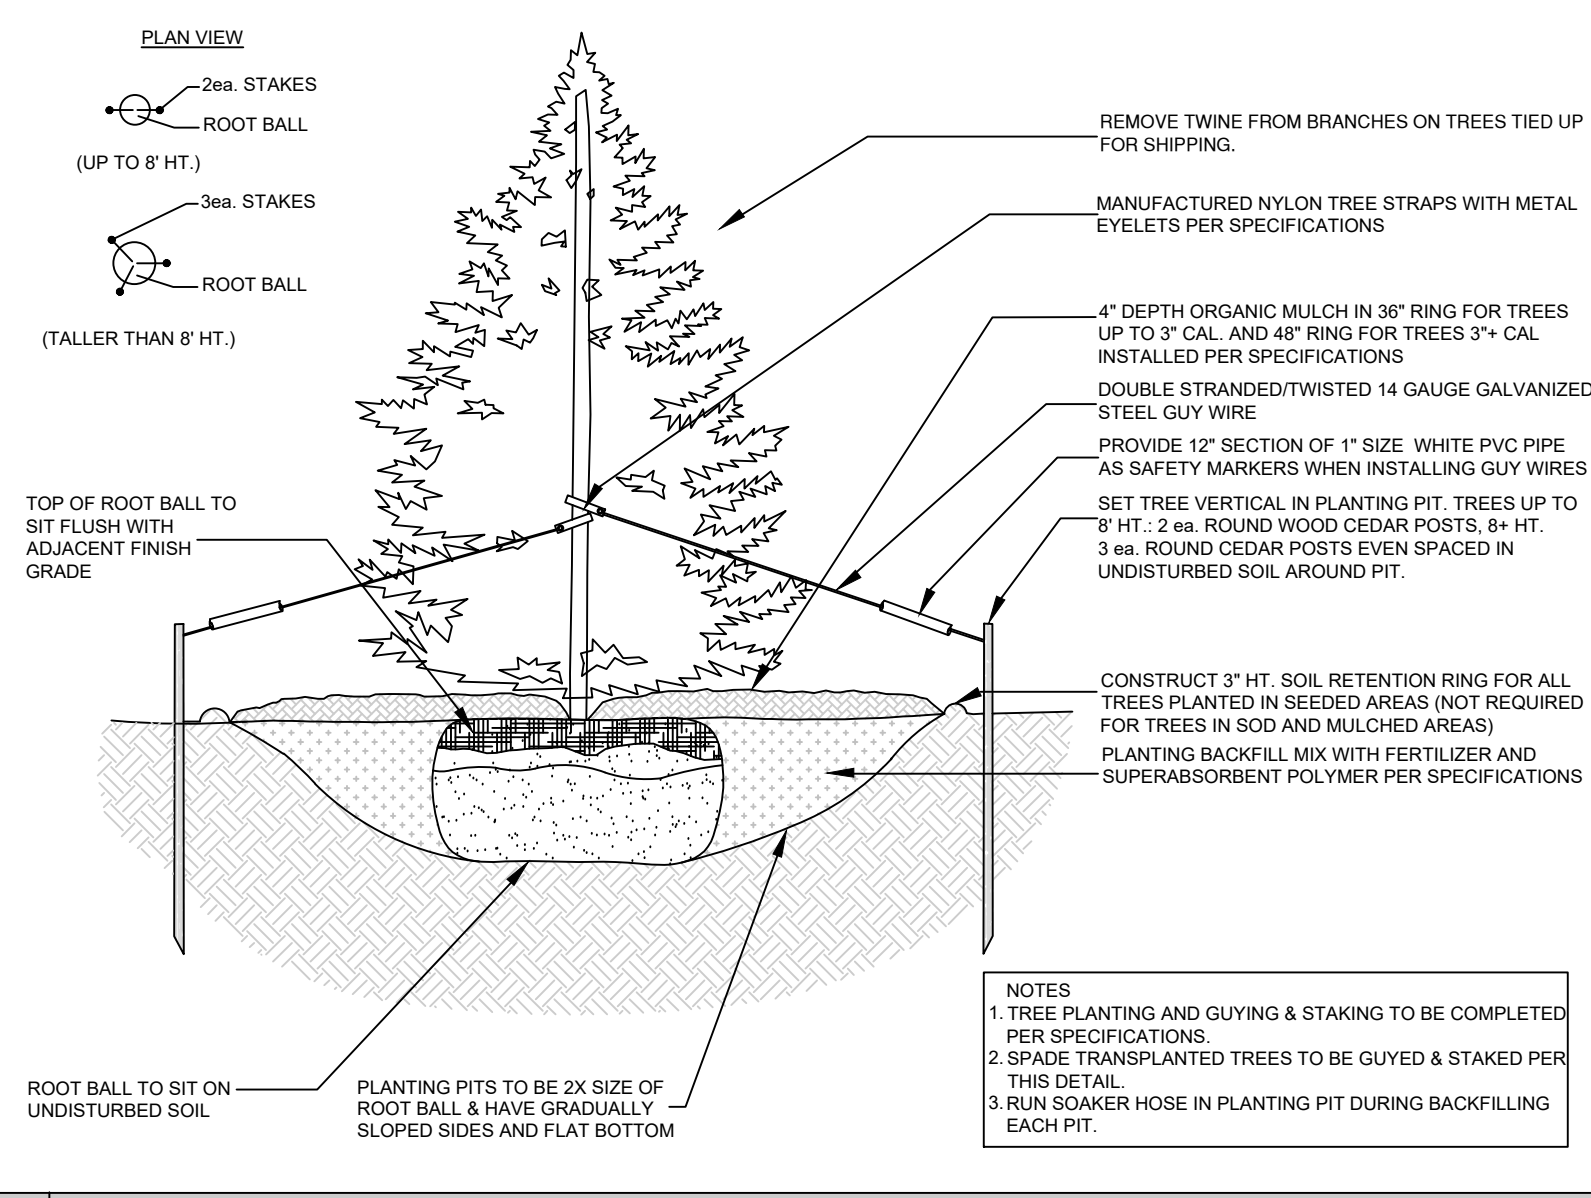 PLAN VIEW
2ea. STAKES
ROOT BALL
(UP TO 8' HT.)
3ea. STAKES
ROOT BALL
(TALLER THAN 8' HT.)
TOP OF ROOT BALL TO
SIT FLUSH WITH
ADJACENT FINISH
GRADE
REMOVE TWINE FROM BRANCHES ON TREES TIED UP
FOR SHIPPING.
MANUFACTURED NYLON TREE STRAPS WITH METAL
EYELETS PER SPECIFICATIONS
4" DEPTH ORGANIC MULCH IN 36" RING FOR TREES
UP TO 3" CAL. AND 48" RING FOR TREES 3"+ CAL
INSTALLED PER SPECIFICATIONS
DOUBLE STRANDED/TWISTED 14 GAUGE GALVANIZED
STEEL GUY WIRE
PROVIDE 12" SECTION OF 1" SIZE WHITE PVC PIPE
AS SAFETY MARKERS WHEN INSTALLING GUY WIRES
SET TREE VERTICAL IN PLANTING PIT. TREES UP TO
8' HT.: 2 ea. ROUND WOOD CEDAR POSTS, 8+ HT.
3 ea. ROUND CEDAR POSTS EVEN SPACED IN
UNDISTURBED SOIL AROUND PIT.
CONSTRUCT 3" HT. SOIL RETENTION RING FOR ALL
TREES PLANTED IN SEEDED AREAS (NOT REQUIRED
FOR TREES IN SOD AND MULCHED AREAS)
PLANTING BACKFILL MIX WITH FERTILIZER AND
SUPERABSORBENT POLYMER PER SPECIFICATIONS
ROOT BALL TO SIT ON
UNDISTURBED SOIL
PLANTING PITS TO BE 2X SIZE OF
ROOT BALL & HAVE GRADUALLY
SLOPED SIDES AND FLAT BOTTOM
NOTES
1. TREE PLANTING AND GUYING & STAKING TO BE COMPLETED
PER SPECIFICATIONS.
2. SPADE TRANSPLANTED TREES TO BE GUYED & STAKED PER
THIS DETAIL.
3. RUN SOAKER HOSE IN PLANTING PIT DURING BACKFILLING
EACH PIT.